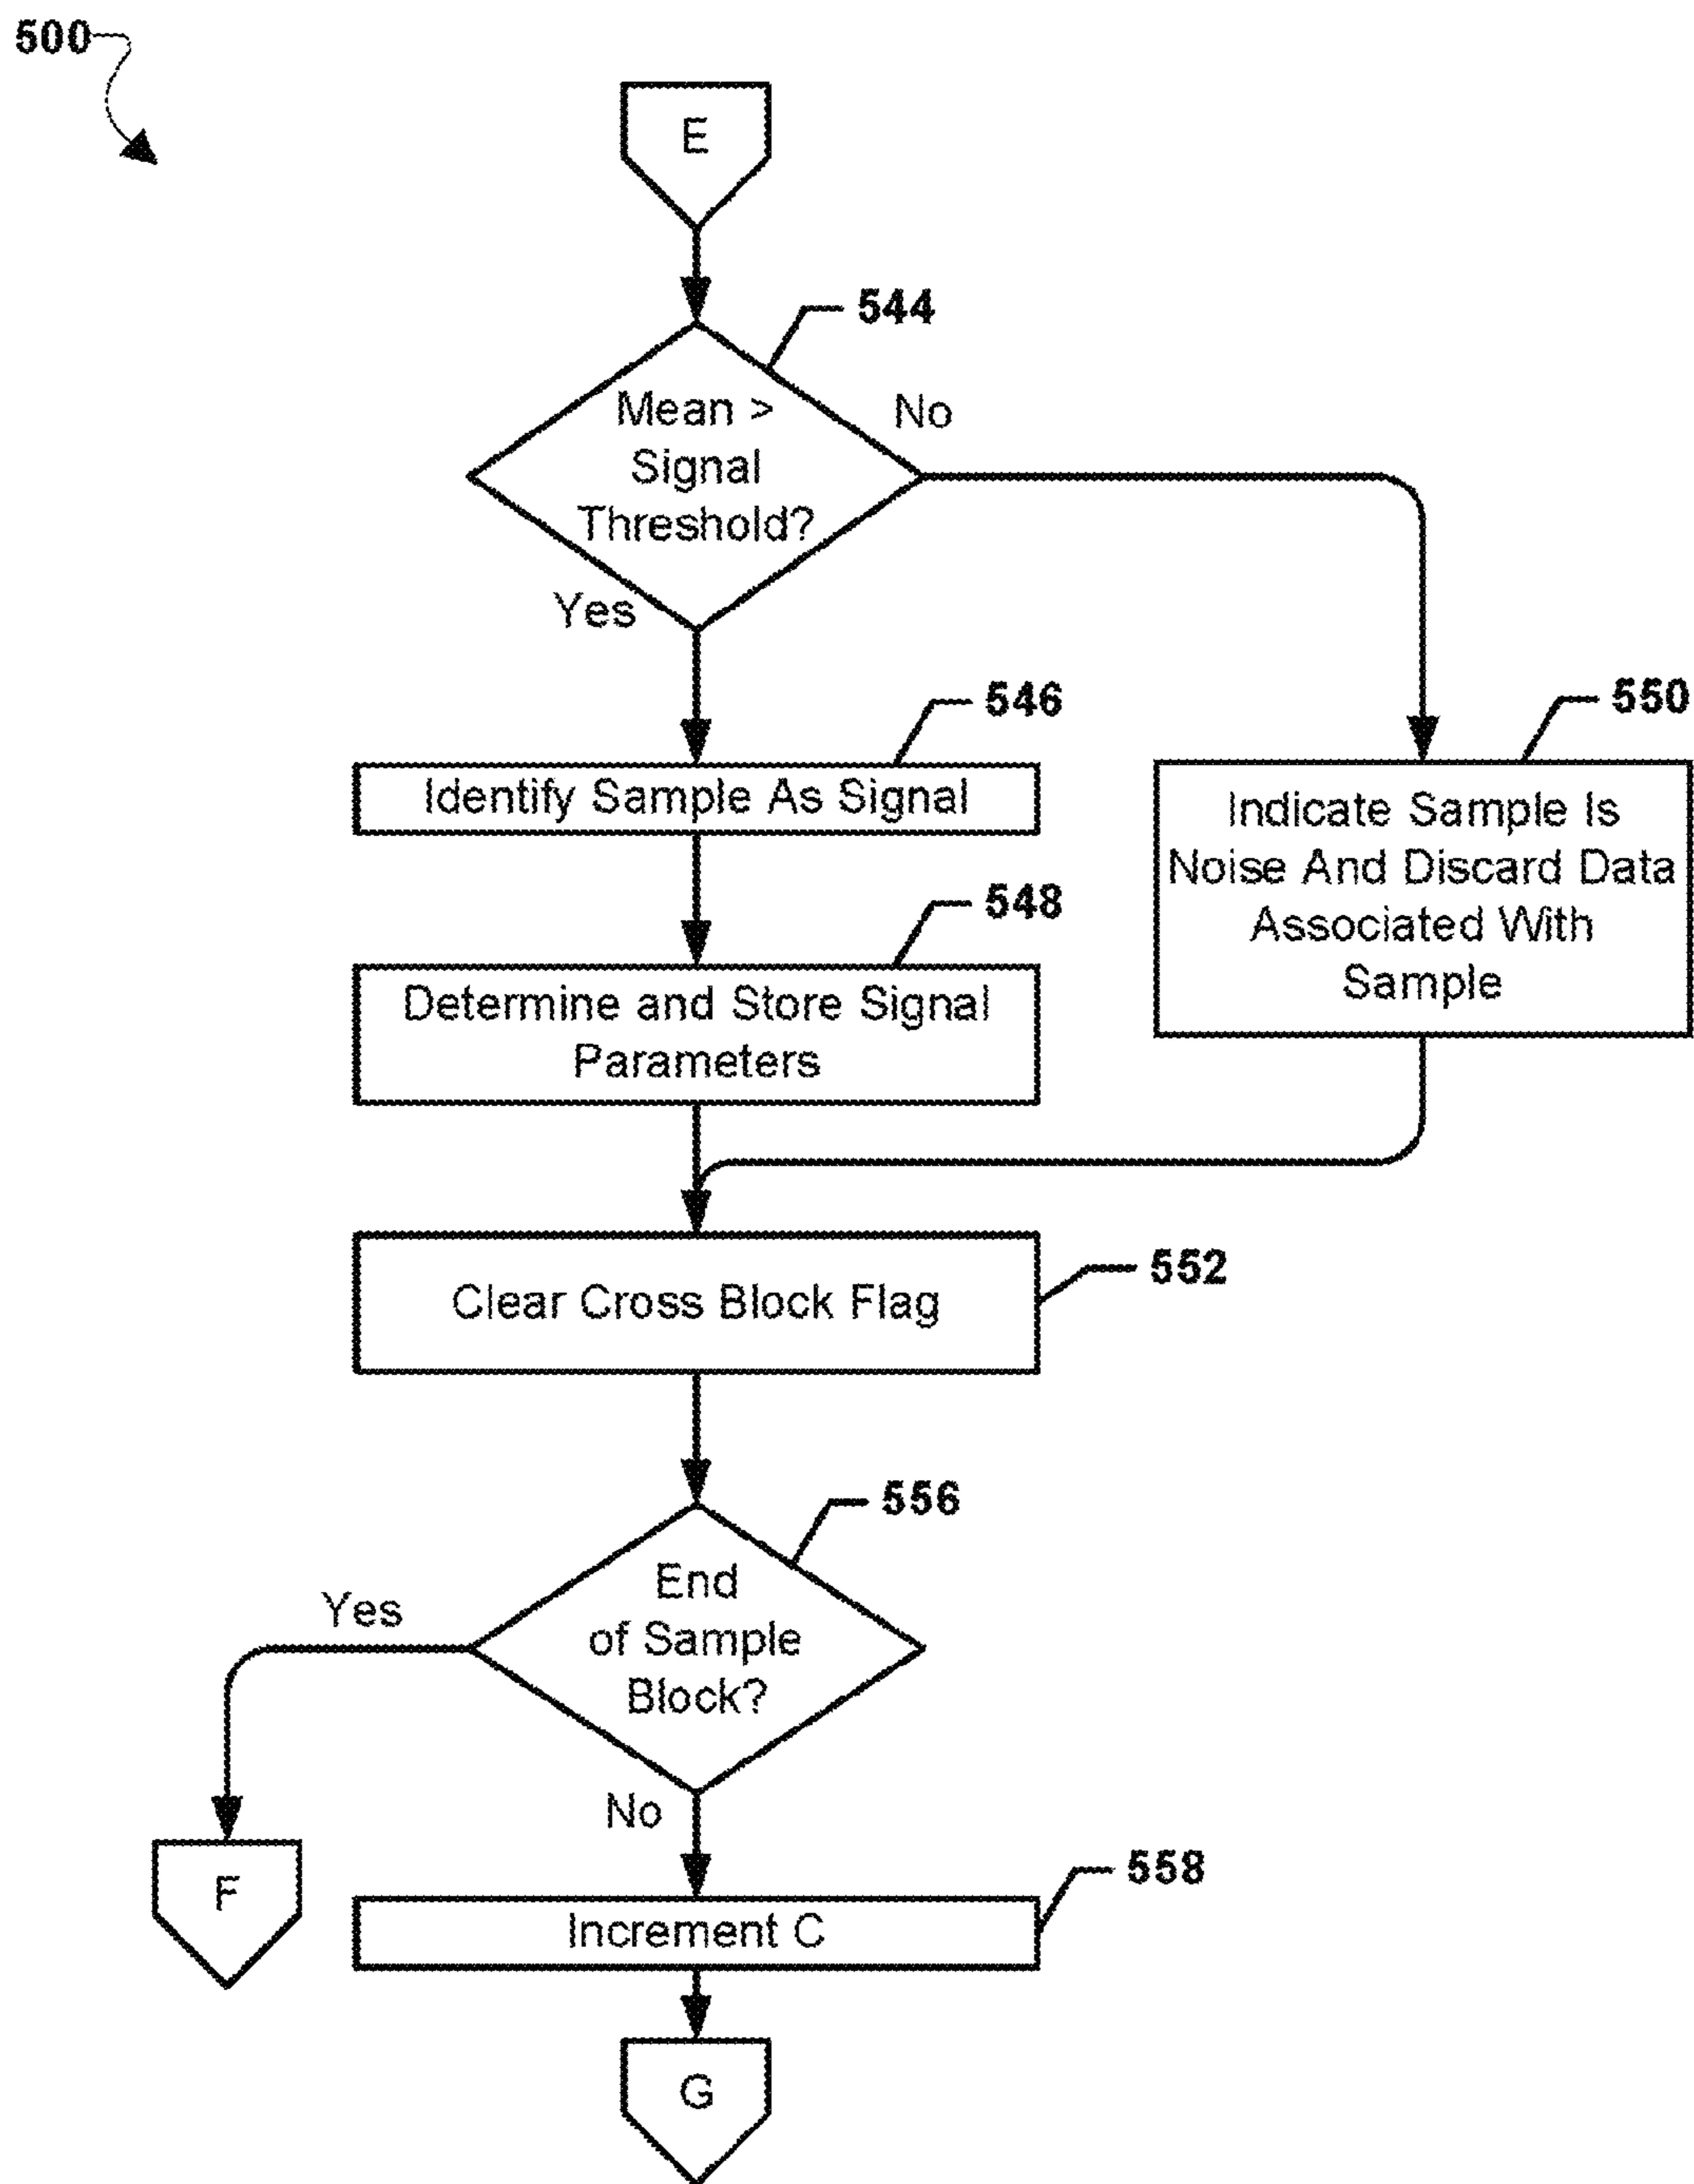 500
E
544
Mean >
Signal
Threshold?
No
Yes
546
Identify Sample As Signal
550
Indicate Sample Is
Noise And Discard Data
Associated With
Sample
548
Determine and Store Signal
Parameters
552
Clear Cross Block Flag
556
End
of Sample
Block?
Yes
No
F
558
Increment C
G